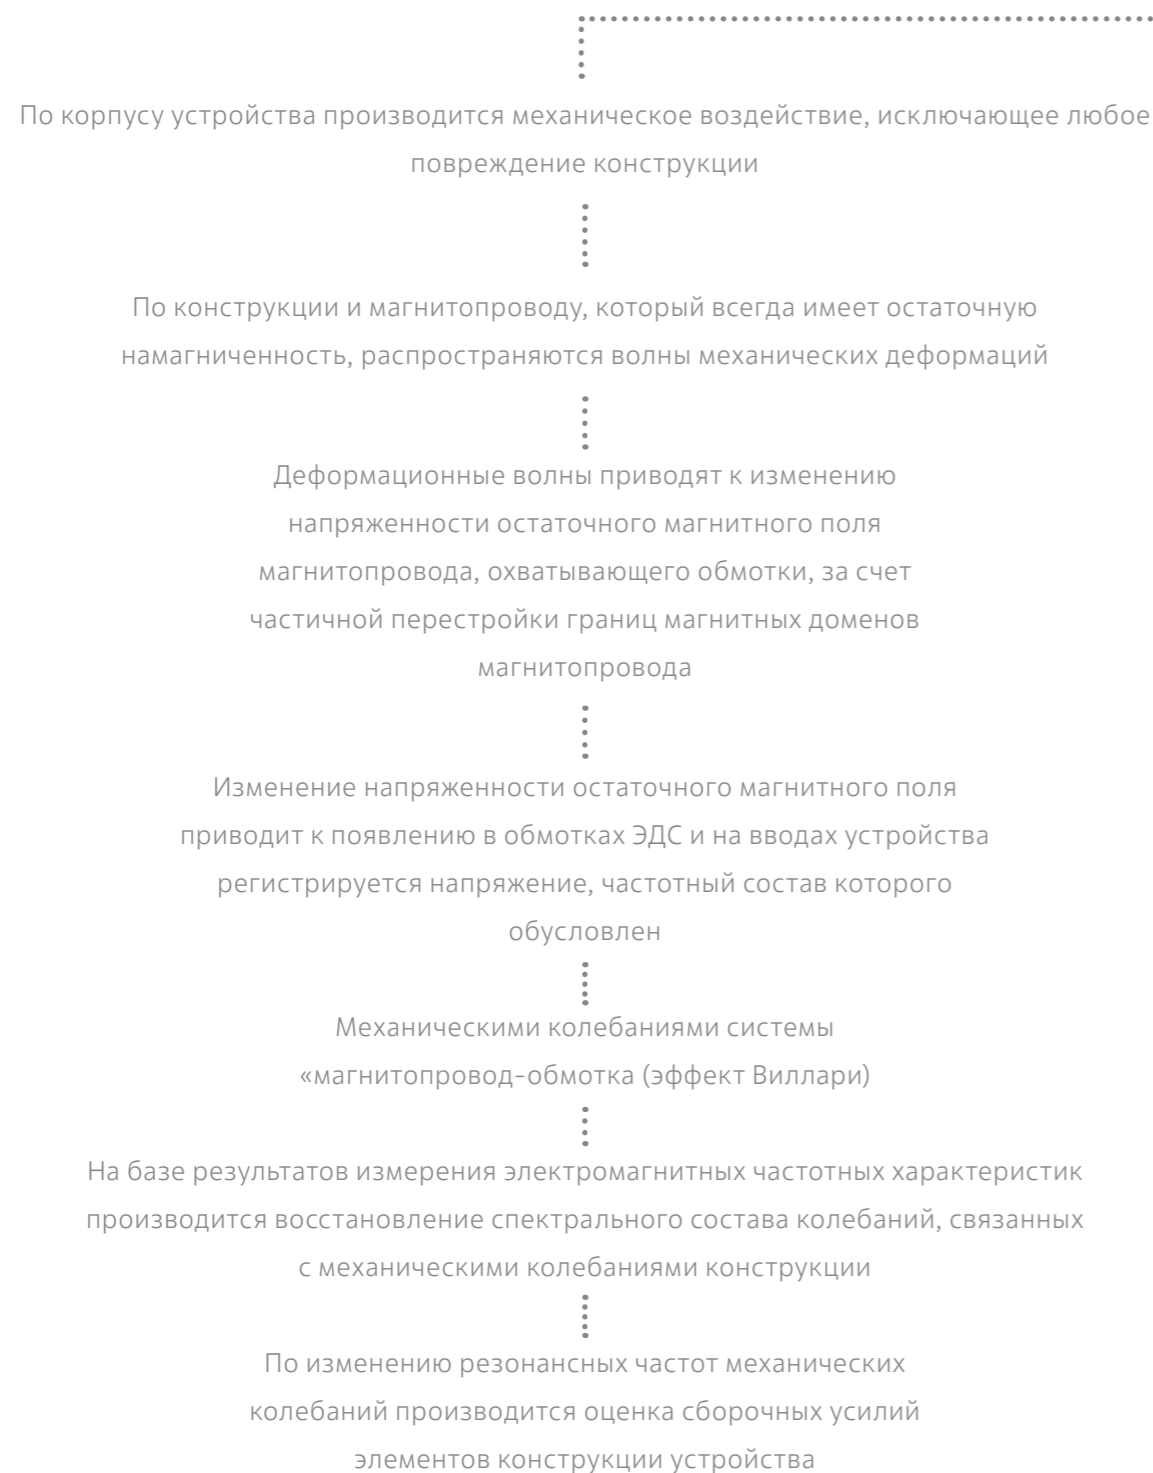 По корпусу устройства производится механическое воздействие, исключающее любое
повреждение конструкции
По конструкции и магнитопроводу, который всегда имеет остаточную
намагниченность, распространяются волны механических деформаций
Деформационные волны приводят к изменению
напряженности остаточного магнитного поля
магнитопровода, охватывающего обмотки, за счет
частичной перестройки границ магнитных доменов
магнитопровода
Изменение напряженности остаточного магнитного поля
приводит к появлению в обмотках ЭДС и на вводах устройства
регистрируется напряжение, частотный состав которого
обусловлен
Механическими колебаниями системы
«магнитопровод-обмотка (эффект Виллари)
На базе результатов измерения электромагнитных частотных характеристик
производится восстановление спектрального состава колебаний, связанных
с механическими колебаниями конструкции
По изменению резонансных частот механических
колебаний производится оценка сборочных усилий
элементов конструкции устройства